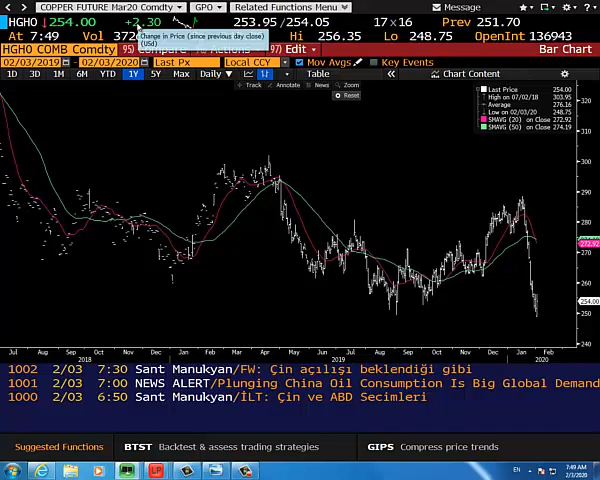 COPPER FUTURE Mar20 Comdty GPO Related Functions Menu Message
HGH0 ↓254.00 +2.30 253.95/254.05 17×16 Prev 251.70
At 7:49 Vol Hi 256.35 Lo 248.75 OpenInt 136943
Change in Price (since previous day close)
(USd)
HGH0 COMB Comdty 95) Compare Actions 97) Edit Bar Chart
02/03/2019 - 02/03/2020 Last Px Local CCY Mov Avgs Key Events
1D 3D 1M 6M YTD 1Y 5Y Max Daily Table Chart Content
Track Annotate News Zoom
Reset
Last Price 254.00
High on 07/02/18 303.95
Average 276.16
Low on 02/03/20 248.75
SMAVG (20) on Close 272.92
SMAVG (50) on Close 274.19
320
310
300
290
280
272.92
270
260
254.00
250
240
Jul Aug Sep Oct Nov Dec Jan Feb Mar Apr May Jun Jul Aug Sep Oct Nov Dec Jan Feb
2018 2019 2020
1002 2/03 7:30 Sant Manukyan/FW: Çin açılışı beklendiği gibi
1001 2/03 7:00 NEWS ALERT/Plunging China Oil Consumption Is Big Global Demand
1000 2/03 6:50 Sant Manukyan/İLT: Çin ve ABD Secimleri
Suggested Functions BTST Backtest & assess trading strategies GIPS Compress price trends
EN 7:49 AM
2/3/2020